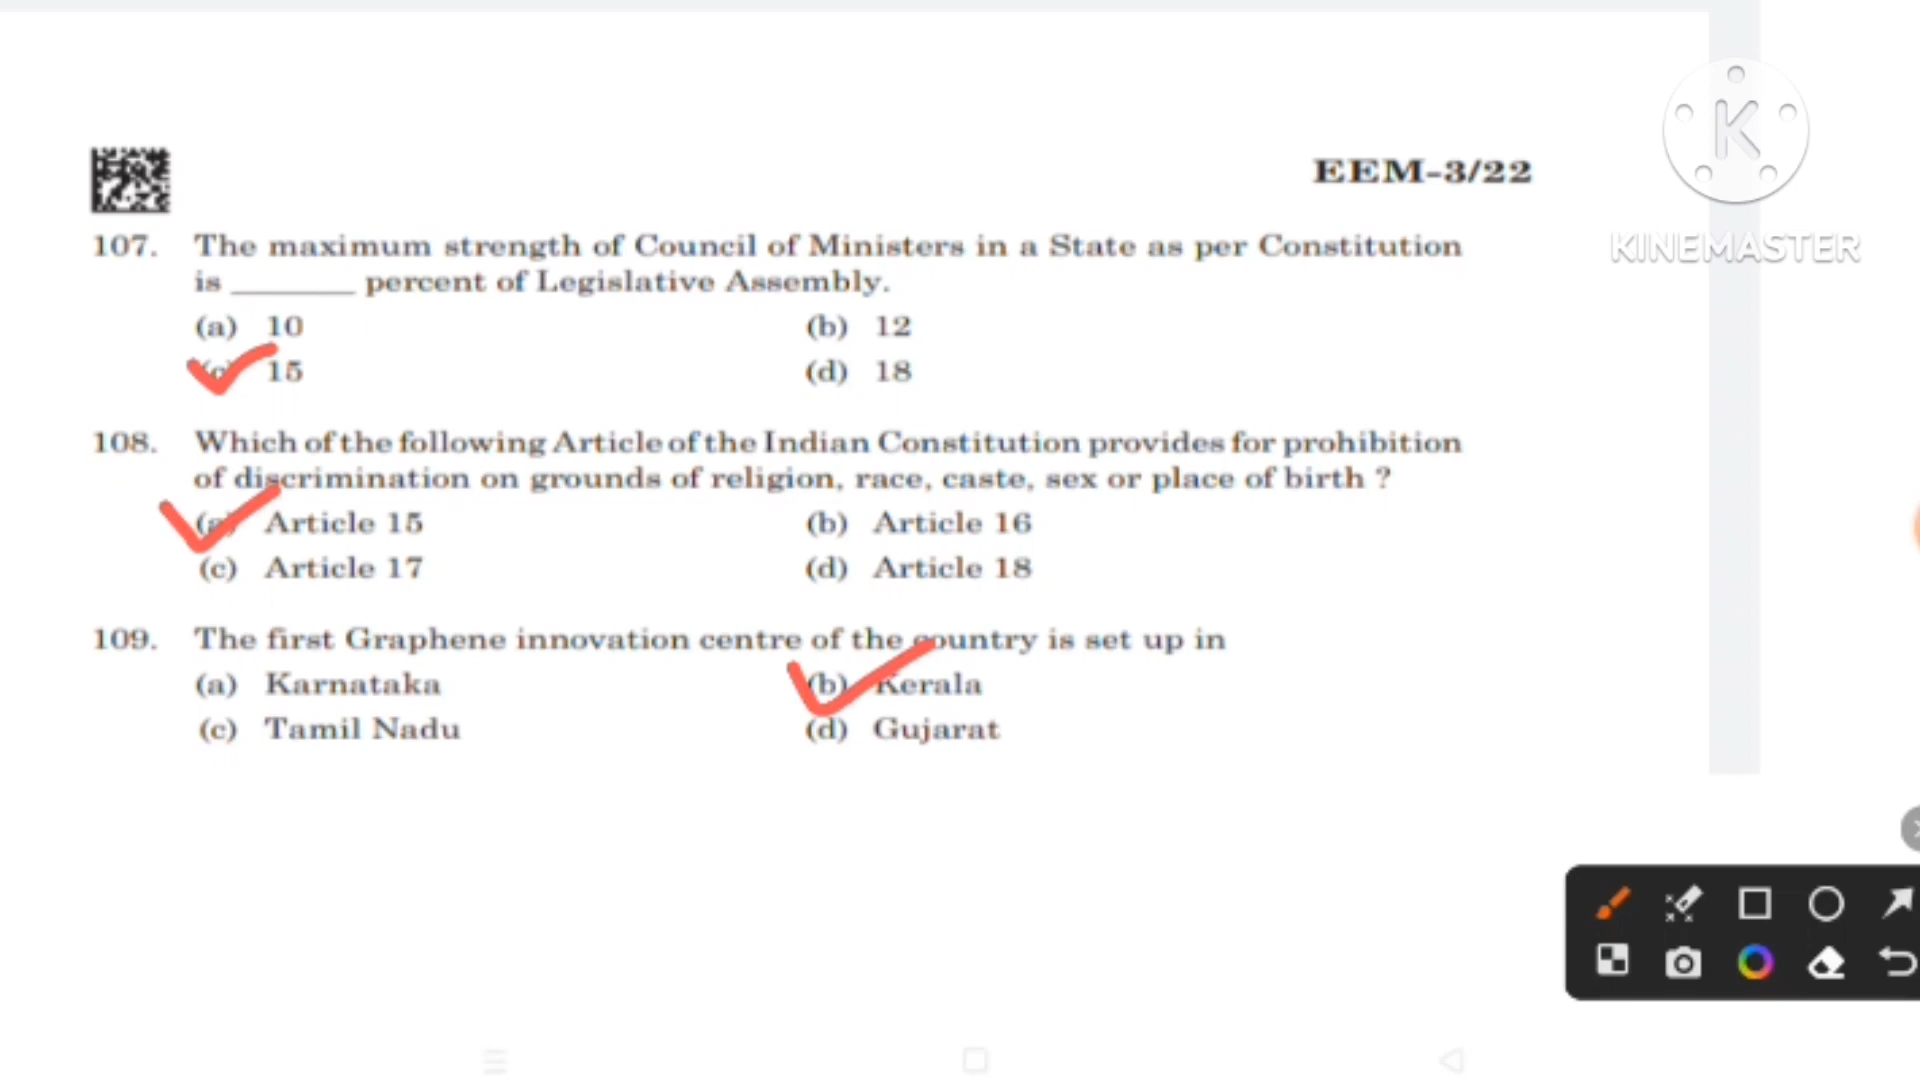 EEM-3/22
K
KINEMASTER
107. The maximum strength of Council of Ministers in a State as per Constitution
is ________ percent of Legislative Assembly.
(a) 10 (b) 12
(c) 15 (d) 18
108. Which of the following Article of the Indian Constitution provides for prohibition
of discrimination on grounds of religion, race, caste, sex or place of birth ?
(a) Article 15 (b) Article 16
(c) Article 17 (d) Article 18
109. The first Graphene innovation centre of the country is set up in
(a) Karnataka (b) Kerala
(c) Tamil Nadu (d) Gujarat